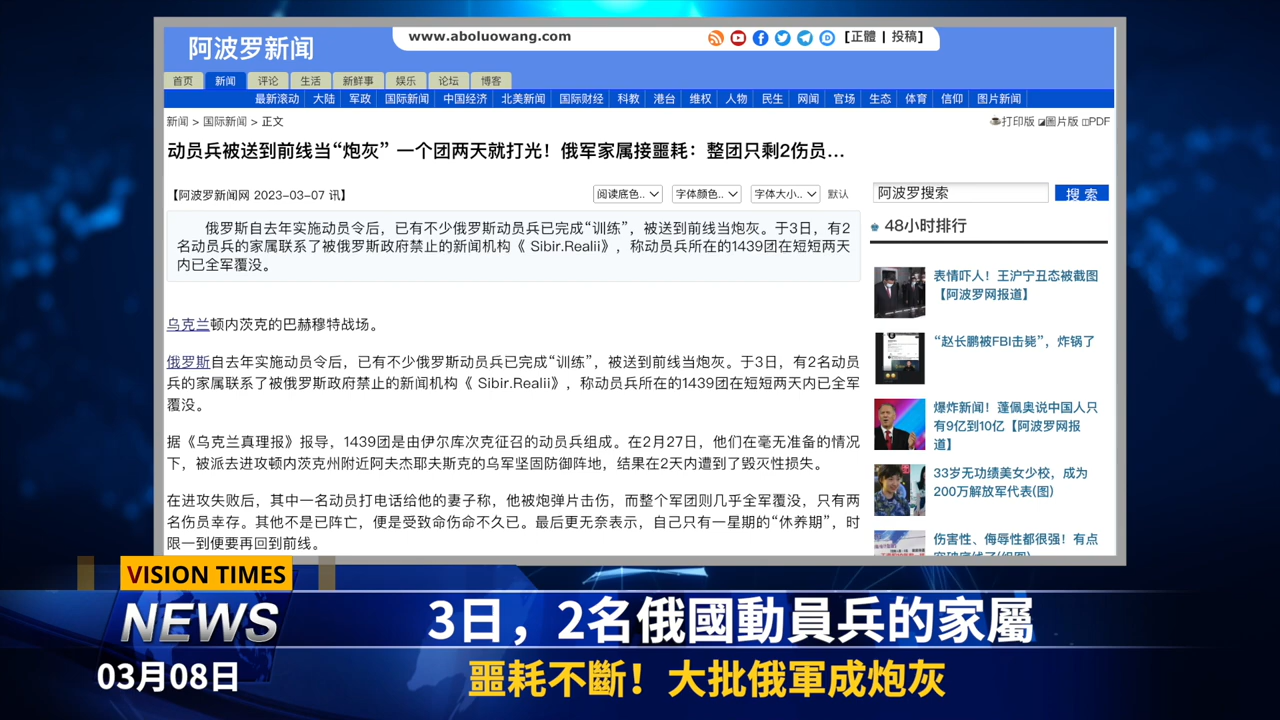 阿波罗新闻
www.aboluowang.com
[正體 | 投稿]
首页 新闻 评论 生活 新鲜事 娱乐 论坛 博客
最新滚动 大陆 军政 国际新闻 中国经济 北美新闻 国际财经 科教 港台 维权 人物 民生 网闻 官场 生态 体育 信仰 图片新闻
新闻 > 国际新闻 > 正文
打印版 圖片版 PDF
动员兵被送到前线当“炮灰” 一个团两天就打光！俄军家属接噩耗：整团只剩2伤员...
【阿波罗新闻网 2023-03-07 讯】
阅读底色.. 字体颜色.. 字体大小.. 默认
俄罗斯自去年实施动员令后，已有不少俄罗斯动员兵已完成“训练”，被送到前线当炮灰。于3日，有2
名动员兵的家属联系了被俄罗斯政府禁止的新闻机构《 Sibir.Realii》，称动员兵所在的1439团在短短两天
内已全军覆没。
乌克兰顿内茨克的巴赫穆特战场。
俄罗斯自去年实施动员令后，已有不少俄罗斯动员兵已完成“训练”，被送到前线当炮灰。于3日，有2名动员
兵的家属联系了被俄罗斯政府禁止的新闻机构《 Sibir.Realii》，称动员兵所在的1439团在短短两天内已全军
覆没。
据《乌克兰真理报》报导，1439团是由伊尔库次克征召的动员兵组成。在2月27日，他们在毫无准备的情况
下，被派去进攻顿内茨克州附近阿夫杰耶夫斯克的乌军坚固防御阵地，结果在2天内遭到了毁灭性损失。
在进攻失败后，其中一名动员打电话给他的妻子称，他被炮弹片击伤，而整个军团则几乎全军覆没，只有两
名伤员幸存。其他不是已阵亡，便是受致命伤命不久已。最后更无奈表示，自己只有一星期的“休养期”，时
限一到便要再回到前线。
阿波罗搜索 搜 索
48小时排行
表情吓人！王沪宁丑态被截图
【阿波罗网报道】
“赵长鹏被FBI击毙”，炸锅了
爆炸新闻！蓬佩奥说中国人只
有9亿到10亿【阿波罗网报
道】
33岁无功绩美女少校，成为
200万解放军代表(图)
伤害性、侮辱性都很强！有点
VISION TIMES
NEWS
03月08日
3日，2名俄國動員兵的家屬
噩耗不斷！大批俄軍成炮灰